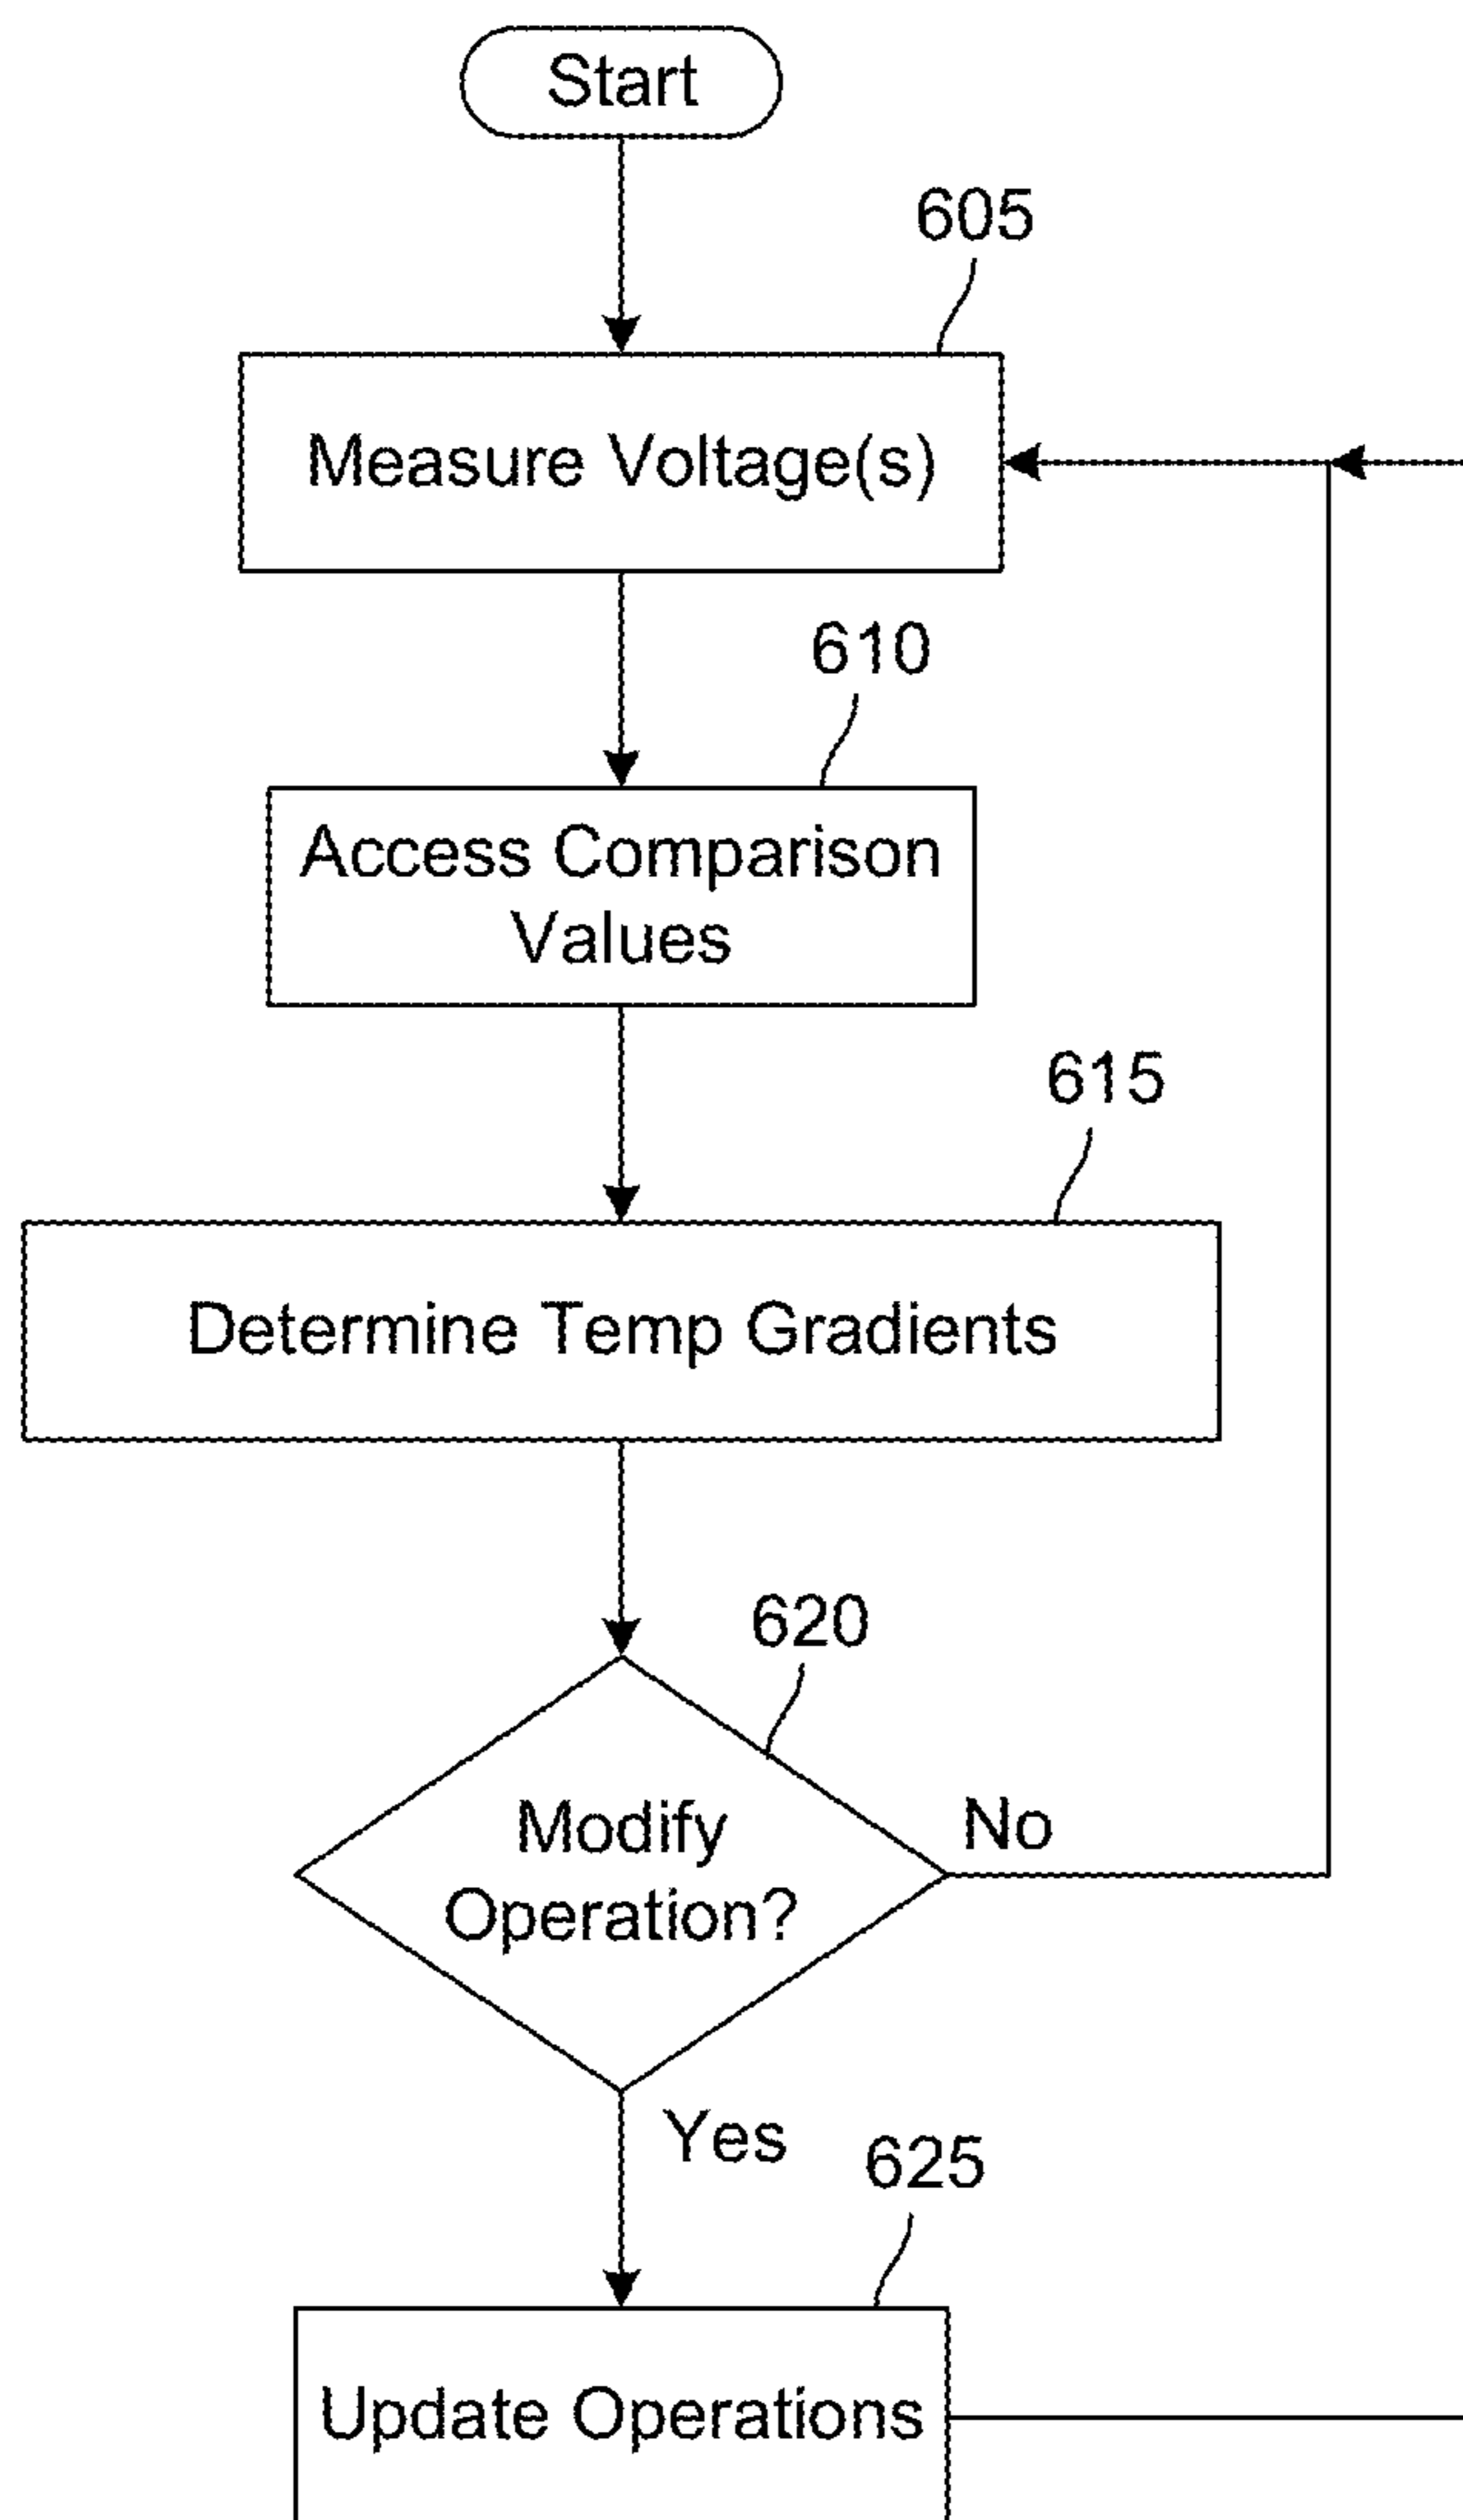 Start
605
Measure Voltage(s)
610
Access Comparison
Values
615
Determine Temp Gradients
620
Modify
Operation?
No
Yes
625
Update Operations